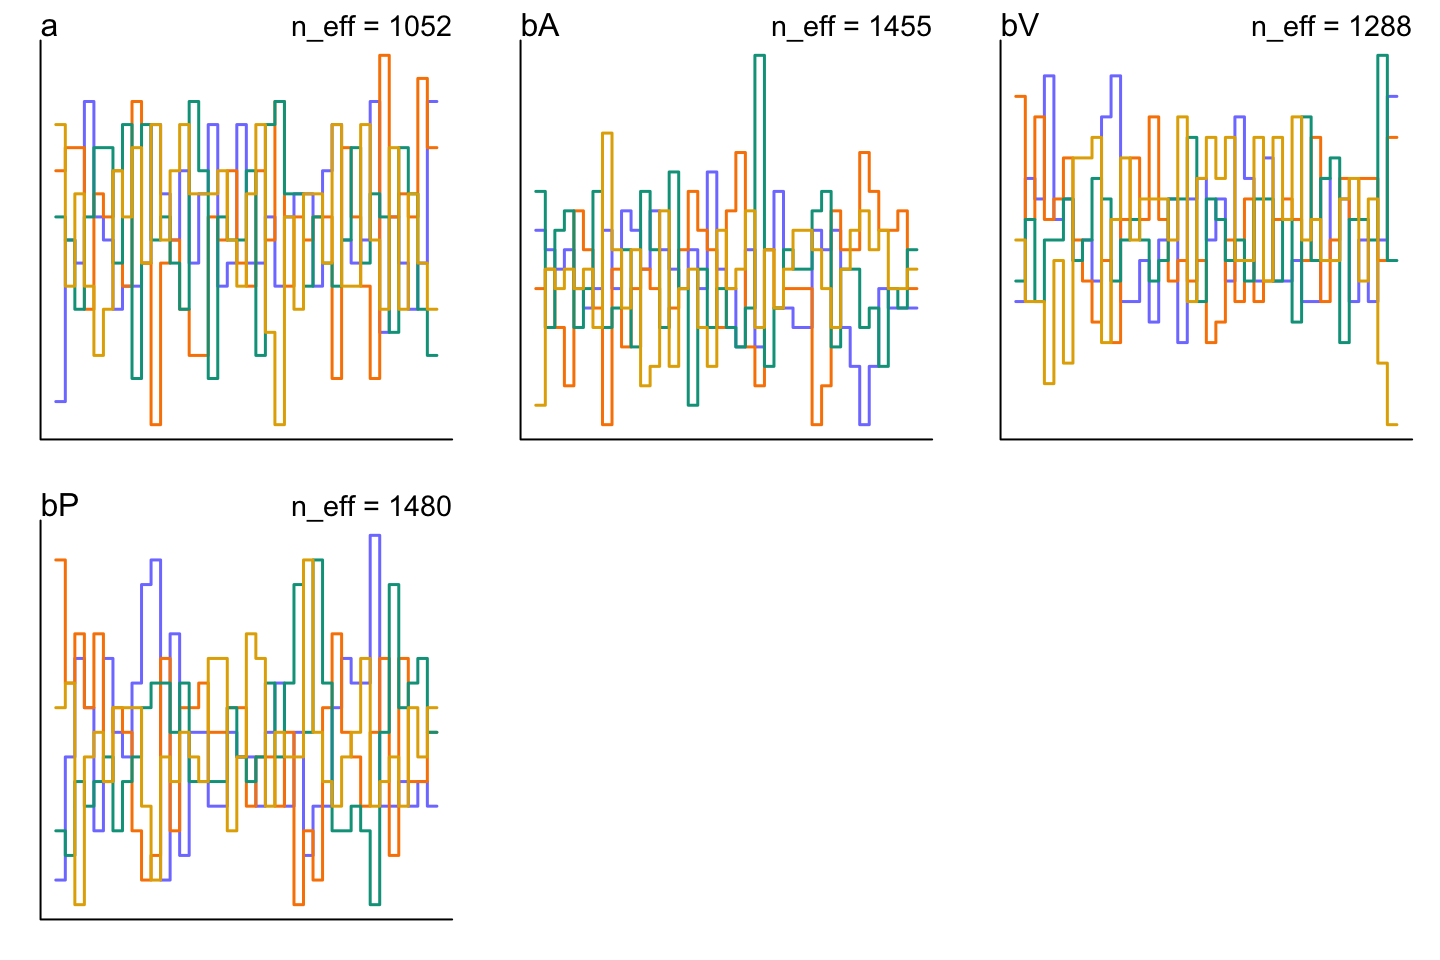 a n_eff = 1052
bA n_eff = 1455
bV n_eff = 1288
bP n_eff = 1480